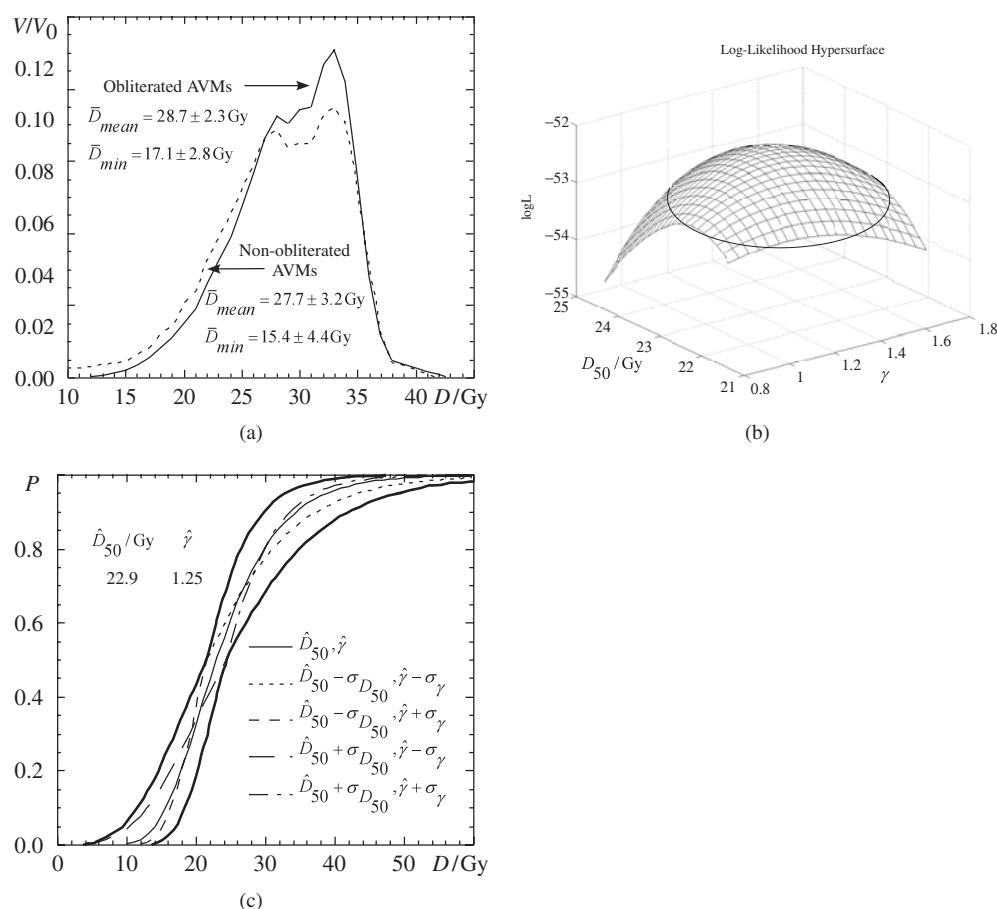 V/V0
0.12
0.10
0.08
0.06
0.04
0.02
0.00
Obliterated AVMs
D̄mean = 28.7 ± 2.3 Gy
D̄min = 17.1 ± 2.8 Gy
Non-obliterated
AVMs
D̄mean = 27.7 ± 3.2 Gy
D̄min = 15.4 ± 4.4 Gy
10 15 20 25 30 35 40 D/Gy
(a)
Log-Likelihood Hypersurface
logL
−52
−53
−54
−55
25
24
23
22
21
D50/Gy
0.8
1
1.2
1.4
1.6
1.8
γ
(b)
P
0.8
0.6
0.4
0.2
0.0
D̂50/Gy γ̂
22.9 1.25
D̂50, γ̂
D̂50 − σD50, γ̂ − σγ
D̂50 − σD50, γ̂ + σγ
D̂50 + σD50, γ̂ − σγ
D̂50 + σD50, γ̂ + σγ
0 10 20 30 40 50 D/Gy
(c)